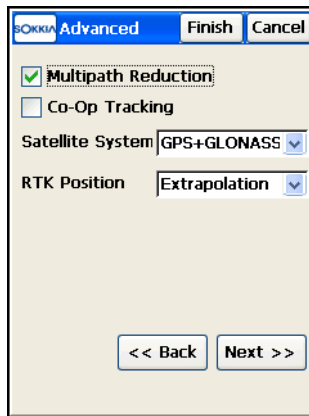 SOKKIA Advanced Finish Cancel
Multipath Reduction
Co-Op Tracking
Satellite System GPS+GLONASS
RTK Position Extrapolation
<< Back Next >>